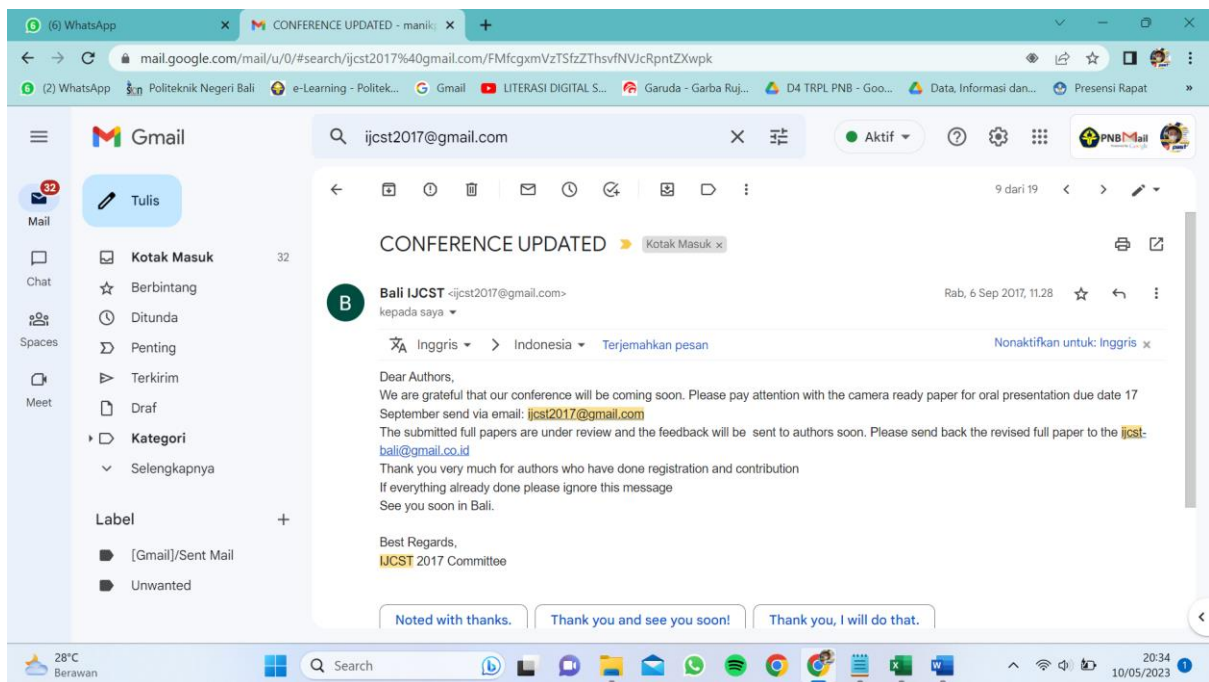 (6) WhatsApp
CONFERENCE UPDATED - manik
mail.google.com/mail/u/0/#search/ijcst2017%40gmail.com/FMfcgxmVzTSfzZThsvfNVJcRpntZXwpk
(2) WhatsApp Politeknik Negeri Bali e-Learning - Politek... Gmail LITERASI DIGITAL S... Garuda - Garba Ruj... D4 TRPL PNB - Goo... Data, Informasi dan... Presensi Rapat »
Gmail
ijcst2017@gmail.com
Aktif
PNBMail
32
Mail
Chat
Spaces
Meet
Tulis
Kotak Masuk 32
Berbintang
Ditunda
Penting
Terkirim
Draf
Kategori
Selengkapnya
Label +
[Gmail]/Sent Mail
Unwanted
9 dari 19
CONFERENCE UPDATED Kotak Masuk x
B
Bali IJCST <ijcst2017@gmail.com> Rab, 6 Sep 2017, 11.28
kepada saya
Inggris > Indonesia Terjemahkan pesan Nonaktifkan untuk: Inggris x
Dear Authors,
We are grateful that our conference will be coming soon. Please pay attention with the camera ready paper for oral presentation due date 17
September send via email: ijcst2017@gmail.com
The submitted full papers are under review and the feedback will be sent to authors soon. Please send back the revised full paper to the ijcst-
bali@gmail.co.id
Thank you very much for authors who have done registration and contribution
If everything already done please ignore this message
See you soon in Bali.
Best Regards,
IJCST 2017 Committee
Noted with thanks. Thank you and see you soon! Thank you, I will do that.
28°C
Berawan
Search
20:34
10/05/2023
1